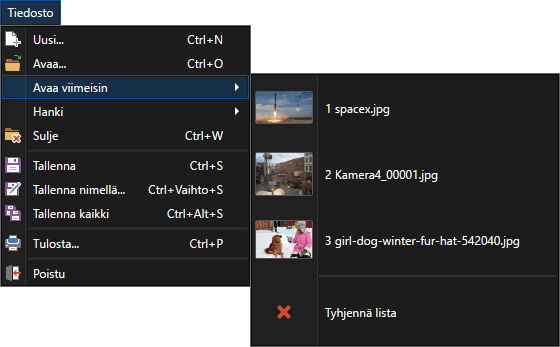 Tiedosto
Uusi... Ctrl+N
Avaa... Ctrl+O
Avaa viimeisin
Hanki
Sulje Ctrl+W
Tallenna Ctrl+S
Tallenna nimellä... Ctrl+Vaihto+S
Tallenna kaikki Ctrl+Alt+S
Tulosta... Ctrl+P
Poistu
1 spacex.jpg
2 Kamera4_00001.jpg
3 girl-dog-winter-fur-hat-542040.jpg
Tyhjennä lista